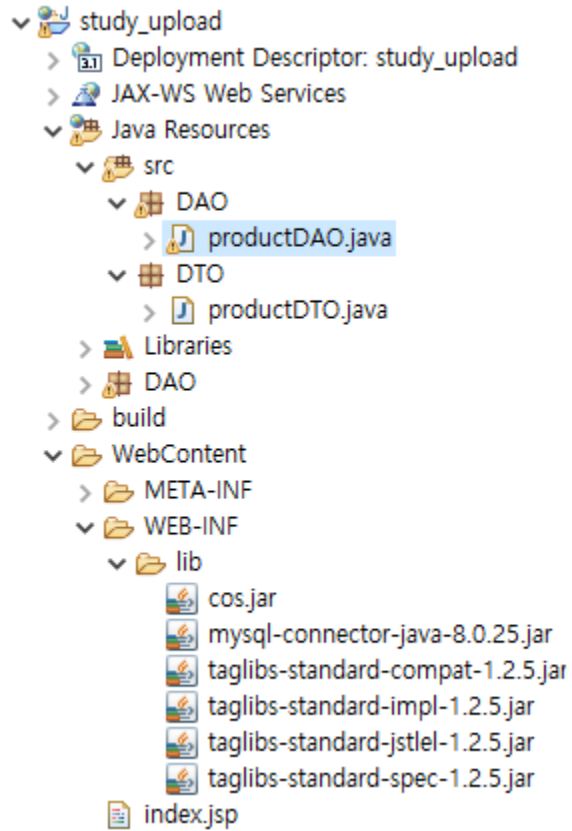 study_upload
3.1 Deployment Descriptor: study_upload
JAX-WS Web Services
Java Resources
src
DAO
J productDAO.java
DTO
J productDTO.java
Libraries
DAO
build
WebContent
META-INF
WEB-INF
lib
cos.jar
mysql-connector-java-8.0.25.jar
taglibs-standard-compat-1.2.5.jar
taglibs-standard-impl-1.2.5.jar
taglibs-standard-jstlel-1.2.5.jar
taglibs-standard-spec-1.2.5.jar
index.jsp